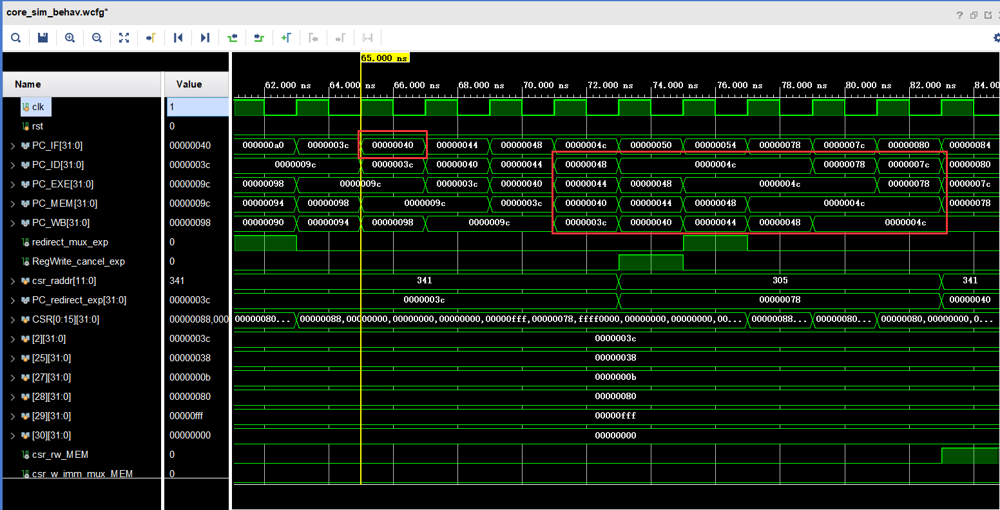 core_sim_behav.wcfg*
65.000 ns
Name Value
62.000 ns 64.000 ns 66.000 ns 68.000 ns 70.000 ns 72.000 ns 74.000 ns 76.000 ns 78.000 ns 80.000 ns 82.000 ns 84.00
clk 1
rst 0
PC_IF[31:0] 00000040 000000a0 0000003c 00000040 00000044 00000048 0000004c 00000050 00000054 00000078 0000007c 00000080 00000084
PC_ID[31:0] 0000003c 0000009c 0000003c 00000040 00000044 00000048 0000004c 00000078 0000007c 00000080
PC_EXE[31:0] 0000009c 00000098 0000009c 0000003c 00000040 00000044 00000048 0000004c 00000078 0000007c
PC_MEM[31:0] 0000009c 00000094 00000098 0000009c 0000003c 00000040 00000044 00000048 0000004c 00000078
PC_WB[31:0] 00000098 00000090 00000094 00000098 0000009c 0000003c 00000040 00000044 00000048 0000004c
redirect_mux_exp 0
RegWrite_cancel_exp 0
csr_raddr[11:0] 341 341 305 341
PC_redirect_exp[31:0] 0000003c 0000003c 00000078 00000040
CSR[0:15][31:0] 00000088,000 00000080... 00000088,00000000,00000000,00000000,00000fff,00000078,ffff0000,00000000,00000000,00... 00000088... 00000080... 00000080,00000000,0...
[2][31:0] 0000003c 0000003c
[25][31:0] 00000038 00000038
[27][31:0] 0000000b 0000000b
[28][31:0] 00000080 00000080
[29][31:0] 00000fff 00000fff
[30][31:0] 00000000 00000000
csr_rw_MEM 0
csr_w_imm_mux_MEM 0